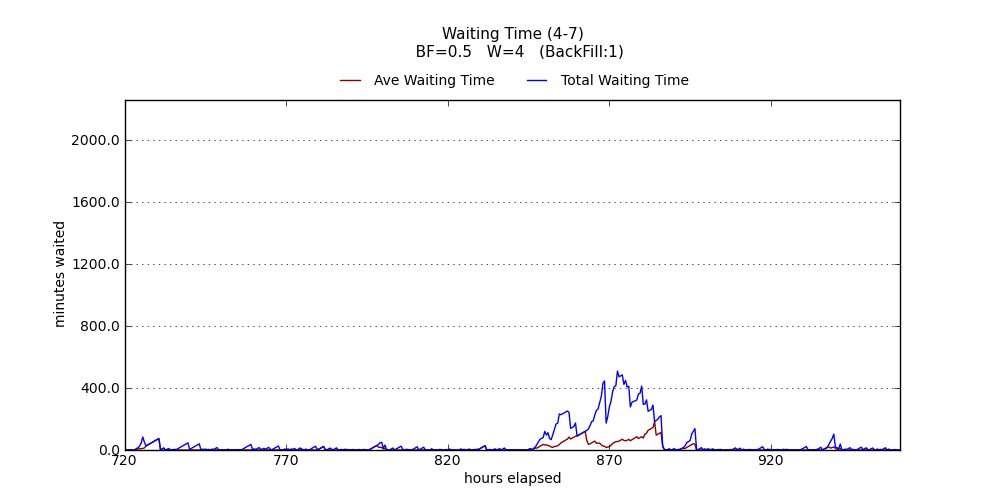 Waiting Time (4-7)
BF=0.5 W=4 (BackFill:1)
Ave Waiting Time
Total Waiting Time
2000.0
1600.0
1200.0
800.0
400.0
0.0
minutes waited
720
770
820
870
920
hours elapsed